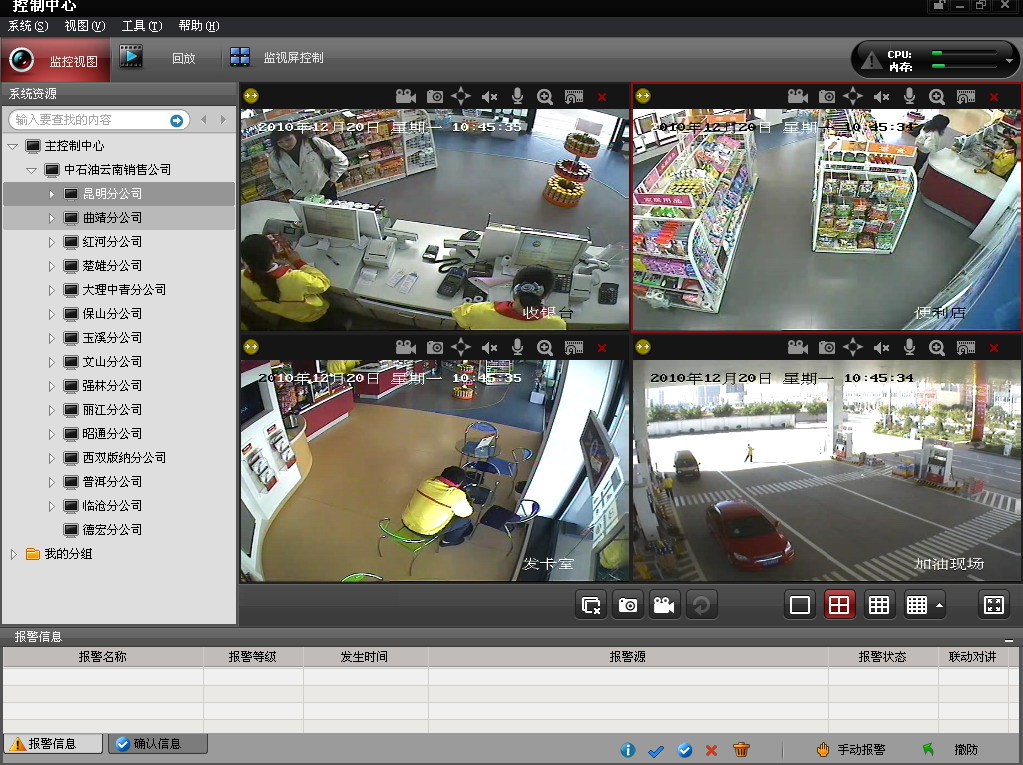 控制中心
系统(S) 视图(V) 工具(T) 帮助(H)
监控视图 回放 监视屏控制
CPU:
内存:
系统资源
输入要查找的内容
主控制中心
中石油云南销售公司
昆明分公司
曲靖分公司
红河分公司
楚雄分公司
大理中青分公司
保山分公司
玉溪分公司
文山分公司
强林分公司
丽江分公司
昭通分公司
西双版纳分公司
普洱分公司
临沧分公司
德宏分公司
我的分组
2010年12月20日 星期一 10:45:35
收银台
2010年12月20日 星期一 10:45:34
家居用品
便利店
2010年12月20日 星期一 10:45:35
发卡室
2010年12月20日 星期一 10:45:34
加油现场
报警信息
报警名称 报警等级 发生时间 报警源 报警状态 联动对讲
报警信息 确认信息
手动报警 撤防